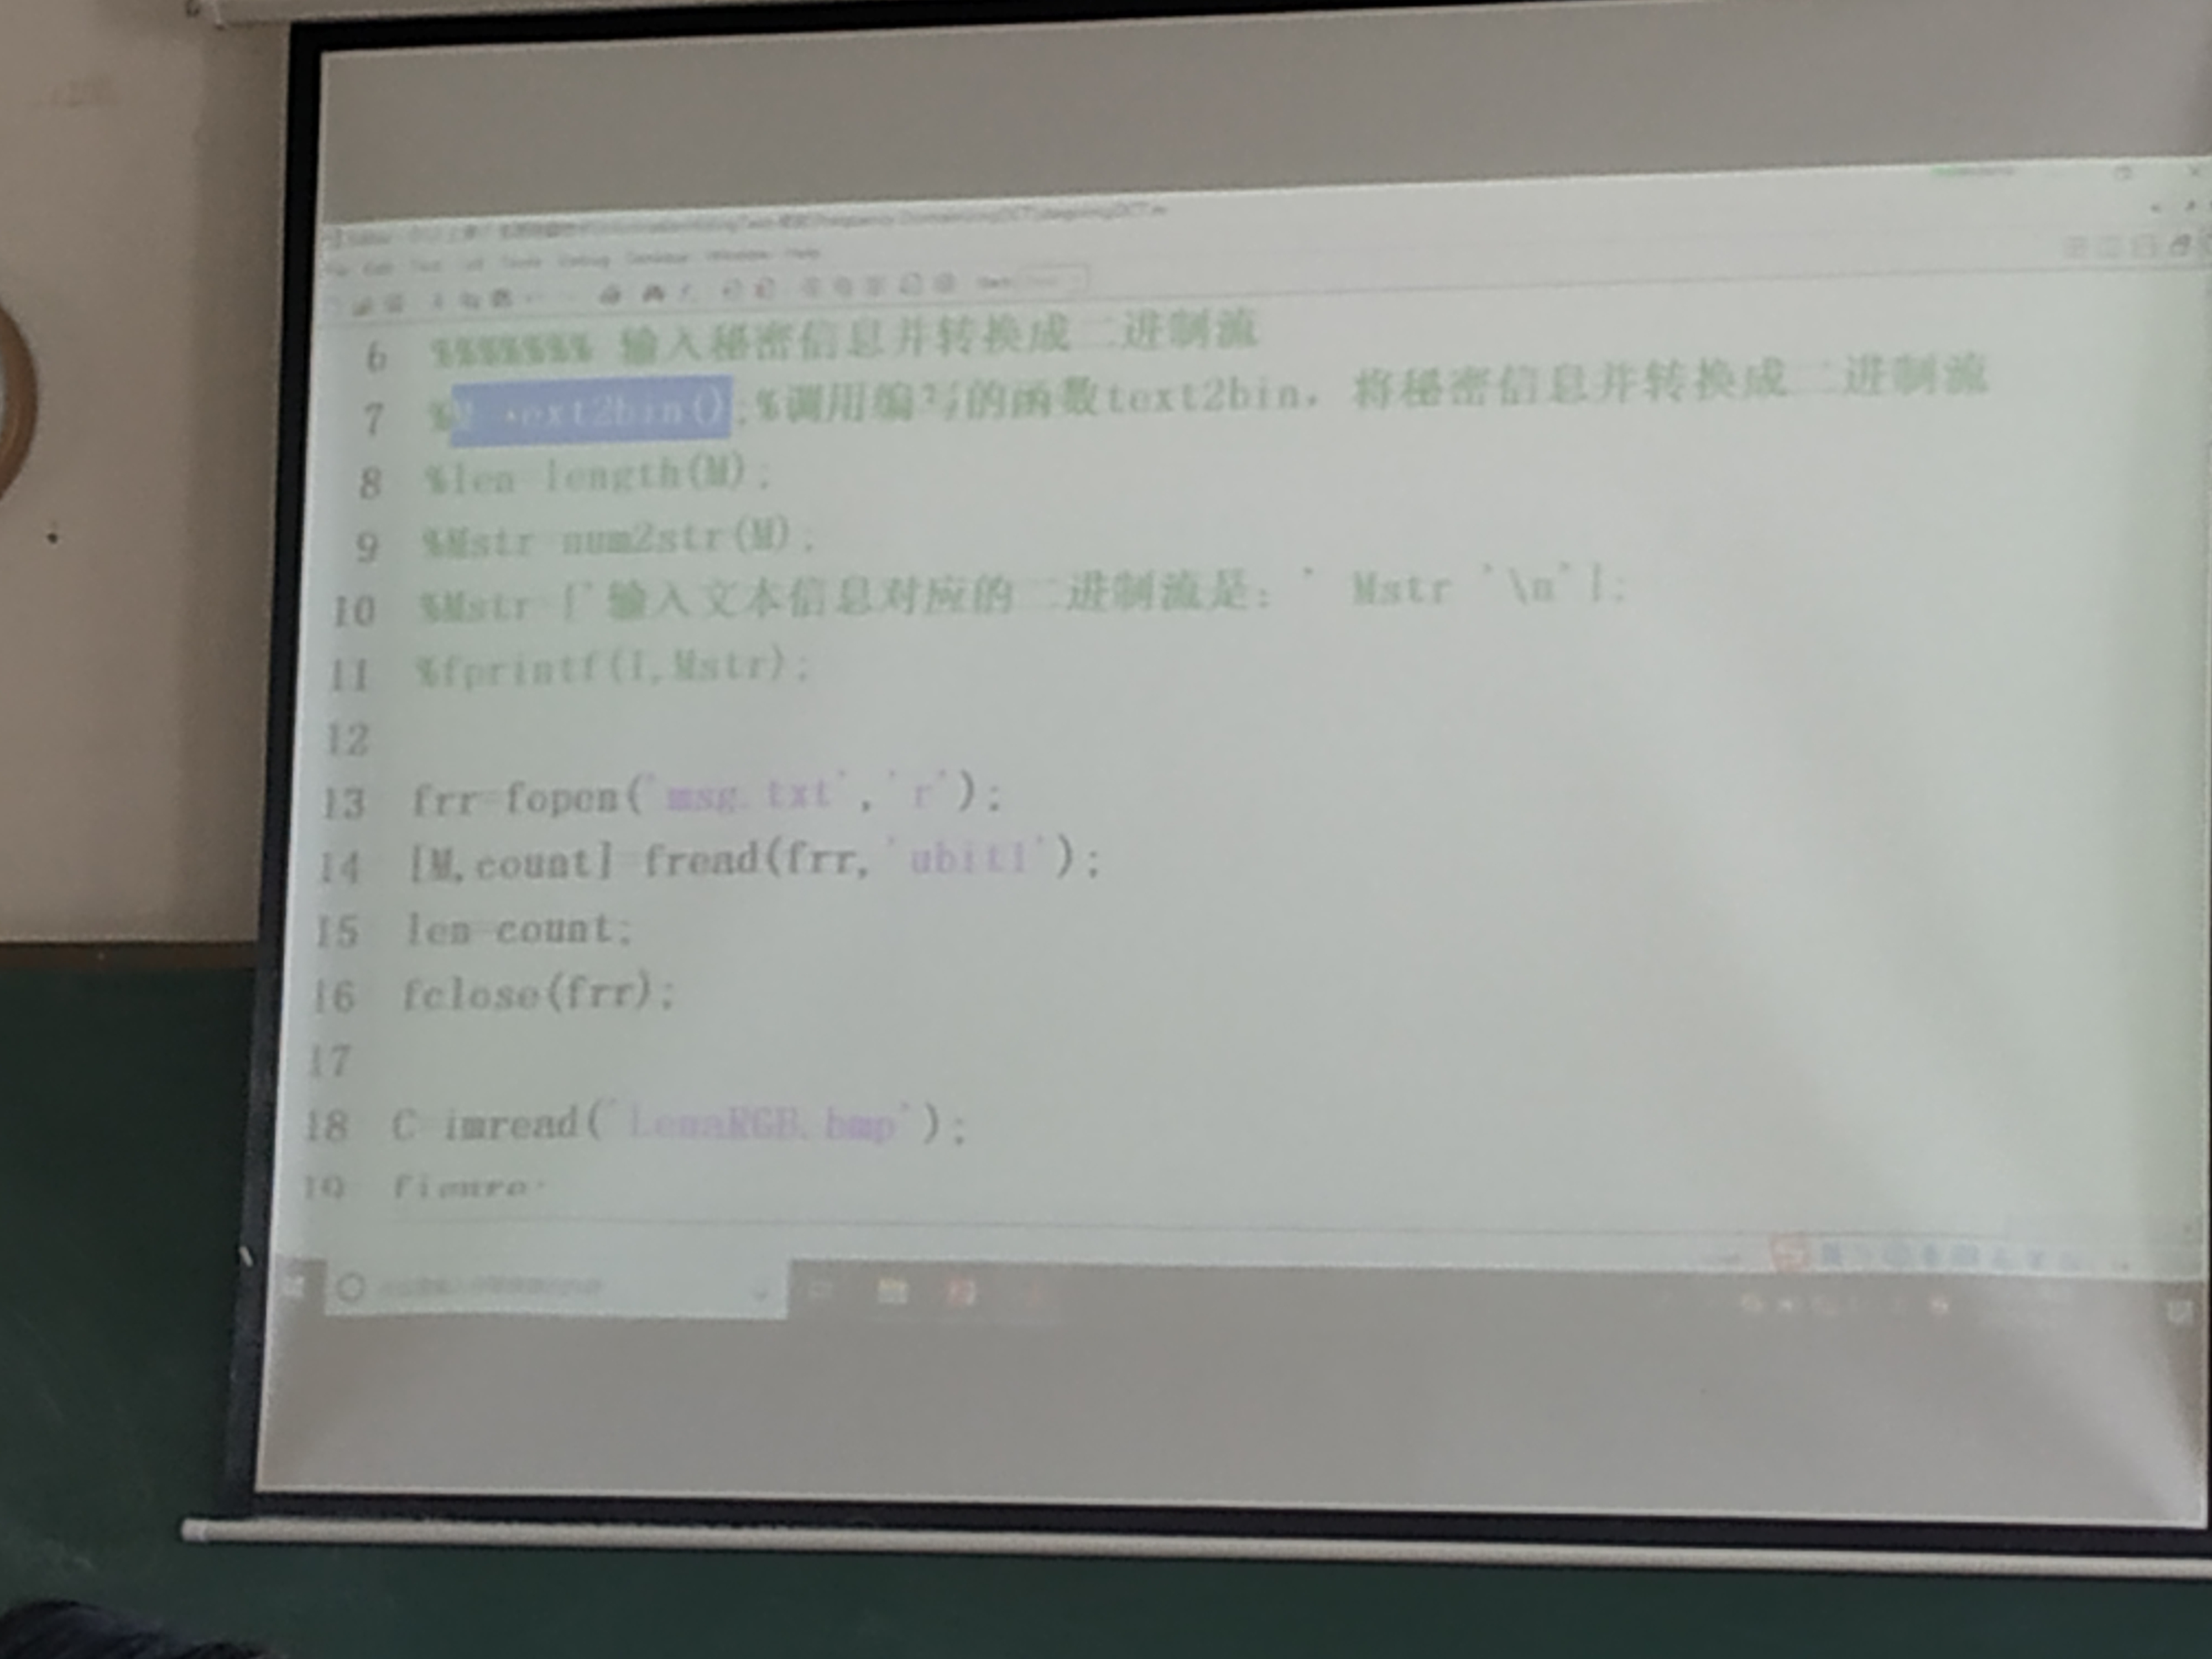 Tools Debug Desktop Window Help
6 %%%%%%% 输入秘密信息并转换成二进制流
7 %M=text2bin();%调用编写的函数text2bin，将秘密信息并转换成二进制流
8 %len=length(M);
9 %Mstr=num2str(M);
10 %Mstr=['输入文本信息对应的二进制流是：' Mstr '\n'];
11 %fprintf(1,Mstr);
12
13 frr=fopen('msg.txt','r');
14 [M,count]=fread(frr,'ubit1');
15 len=count;
16 fclose(frr);
17
18 C=imread('LenaRGB.bmp');
19 figure;